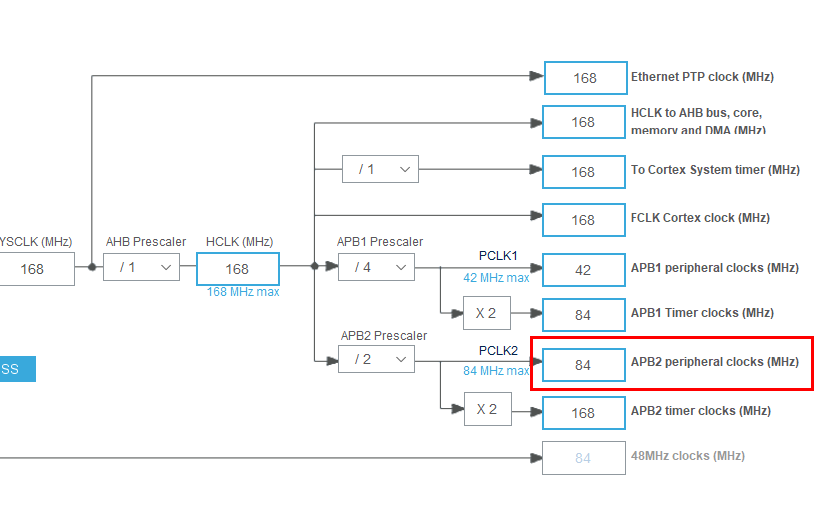 168
Ethernet PTP clock (MHz)
168
HCLK to AHB bus, core,
memory and DMA (MHz)
/ 1
168
To Cortex System timer (MHz)
168
FCLK Cortex clock (MHz)
YSCLK (MHz)
AHB Prescaler
HCLK (MHz)
APB1 Prescaler
PCLK1
168
/ 1
168
/ 4
42 MHz max
42
APB1 peripheral clocks (MHz)
168 MHz max
X 2
84
APB1 Timer clocks (MHz)
APB2 Prescaler
PCLK2
/ 2
84 MHz max
84
APB2 peripheral clocks (MHz)
SS
X 2
168
APB2 timer clocks (MHz)
84
48MHz clocks (MHz)